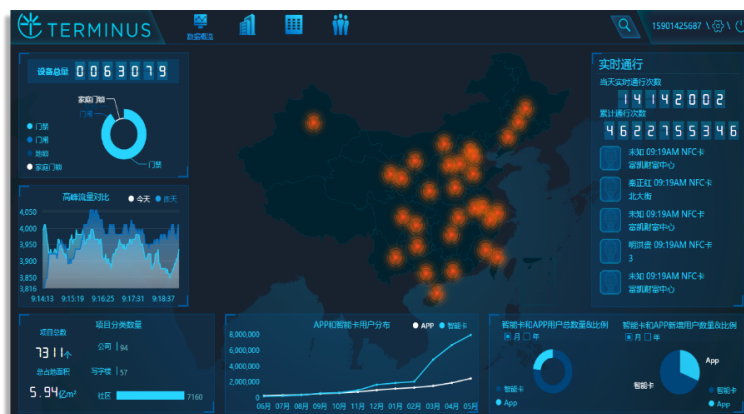 TERMINUS
数据概览
15901425687
设备总量 0063079
家庭门锁
门闸
门禁
门禁
门闸
地锁
家庭门锁
高峰流量对比 今天 昨天
4,050
4,000
3,950
3,900
3,850
3,816
9:14:13 9:15:19 9:16:25 9:17:31 9:18:37
项目总数
7311个
总占地面积
5.94亿m²
项目分类数量
公司 94
写字楼 57
社区 7160
APP和智能卡用户分布 APP 智能卡
8,000,000
6,000,000
4,000,000
2,000,000
0
06月 07月 08月 09月 10月 11月 12月 01月 02月 03月 04月 05月
实时通行
当天实时通行次数
14142002
累计通行次数
4622755346
未知 09:19AM NFC卡
富凯财富中心
秦正红 09:19AM NFC卡
北大街
未知 09:19AM NFC卡
富凯财富中心
明洪贵 09:19AM NFC卡
3
未知 09:19AM NFC卡
富凯财富中心
智能卡和APP用户总数量&比例
月 年
智能卡
App
智能卡和APP新增用户数量&比例
月 年
App
智能卡
智能卡
App